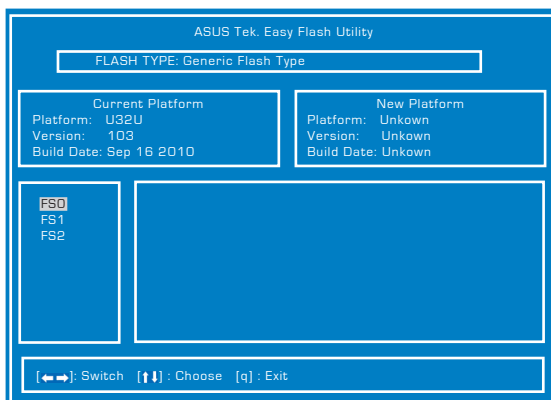 ASUS Tek. Easy Flash Utility
FLASH TYPE: Generic Flash Type
Current Platform
Platform: U32U
Version: 103
Build Date: Sep 16 2010
New Platform
Platform: Unkown
Version: Unkown
Build Date: Unkown
FS0
FS1
FS2
[←→]: Switch [↑↓] : Choose [q] : Exit